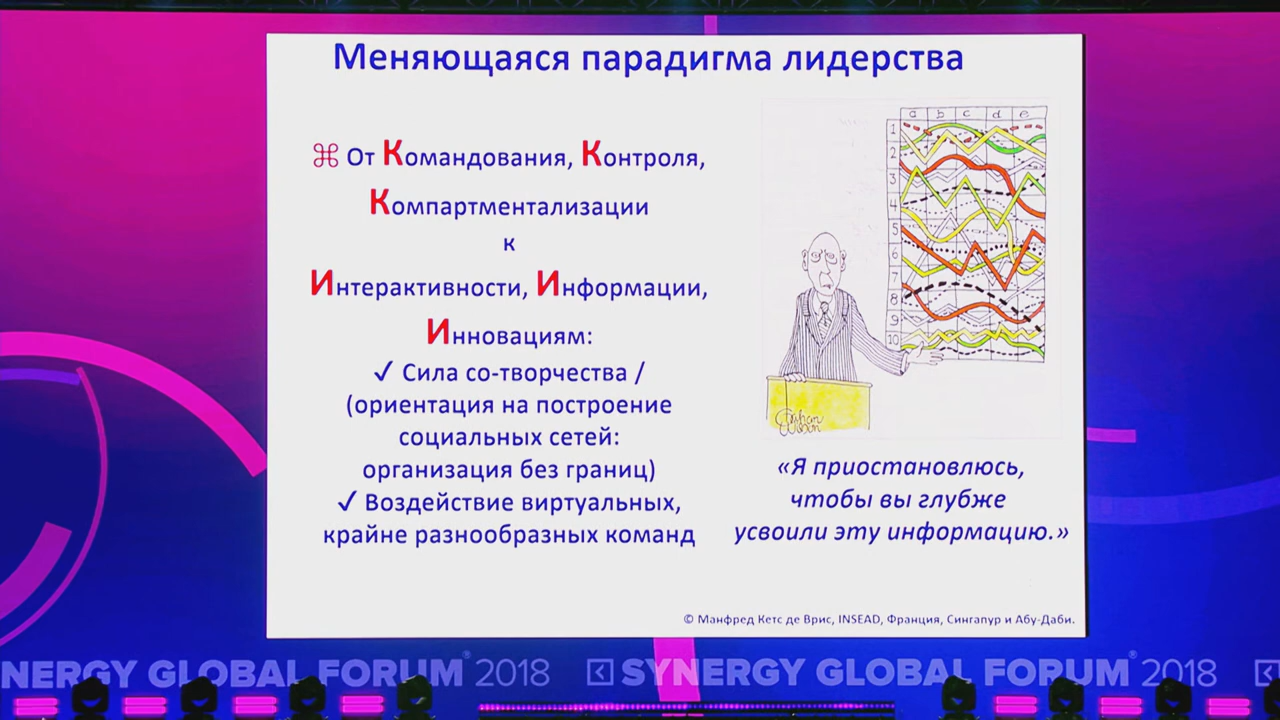 Меняющаяся парадигма лидерства
⌘ От Командования, Контроля,
Компартментализации
к
Интерактивности, Информации,
Инновациям:
✓ Сила со-творчества /
(ориентация на построение
социальных сетей:
организация без границ)
✓ Воздействие виртуальных,
крайне разнообразных команд
a b c d e
1
2
3
4
5
6
7
8
9
10
«Я приостановлюсь,
чтобы вы глубже
усвоили эту информацию.»
© Манфред Кетс де Врис, INSEAD, Франция, Сингапур и Абу-Даби.
NERGY GLOBAL FORUM® 2018 SYNERGY GLOBAL FORUM® 2018